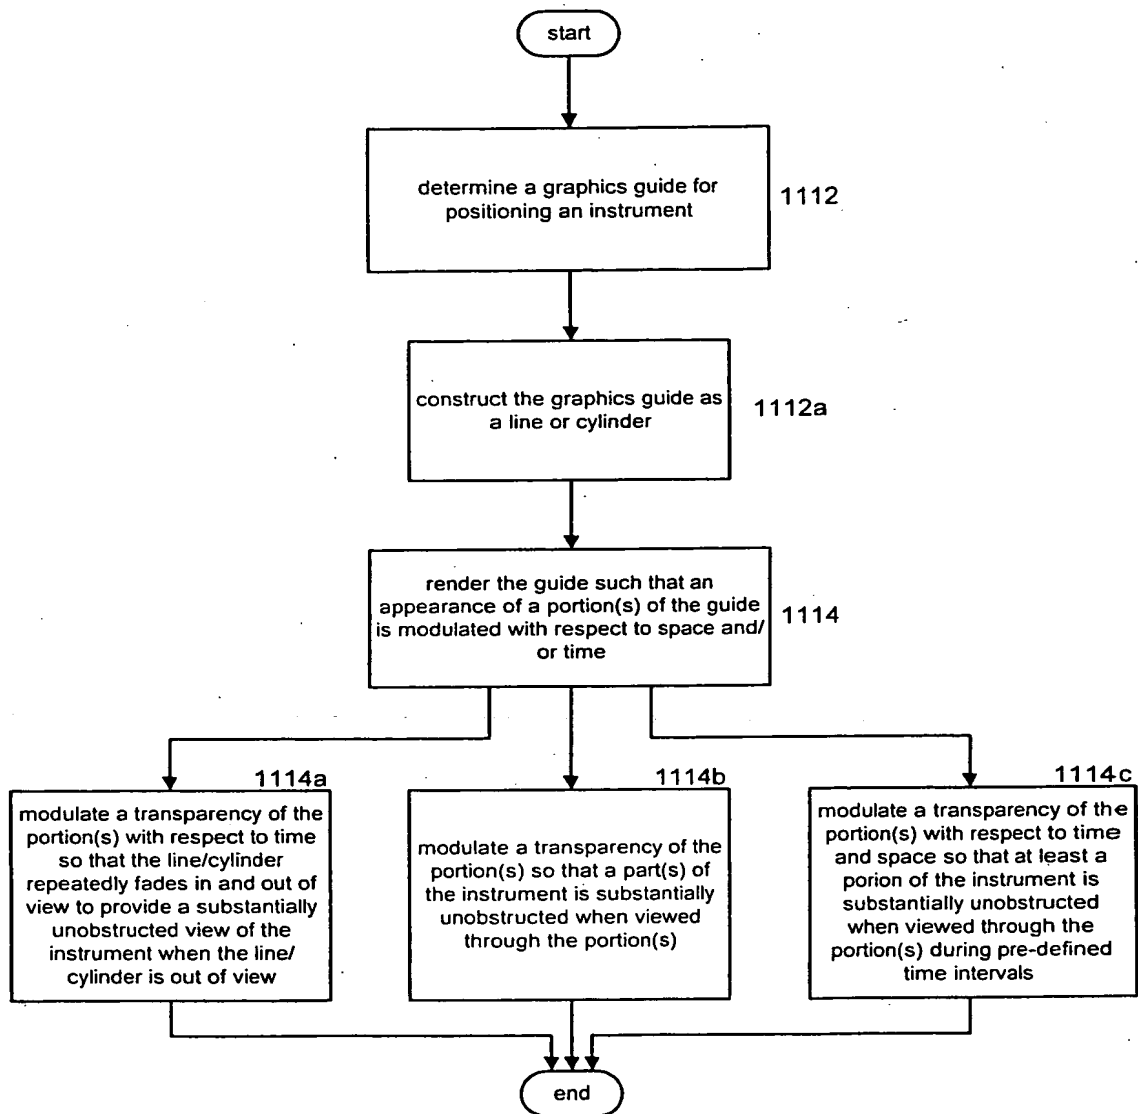 start
determine a graphics guide for
positioning an instrument
1112
construct the graphics guide as
a line or cylinder
1112a
render the guide such that an
appearance of a portion(s) of the guide
is modulated with respect to space and/
or time
1114
1114a
modulate a transparency of the
portion(s) with respect to time
so that the line/cylinder
repeatedly fades in and out of
view to provide a substantially
unobstructed view of the
instrument when the line/
cylinder is out of view
1114b
modulate a transparency of the
portion(s) so that a part(s) of
the instrument is substantially
unobstructed when viewed
through the portion(s)
1114c
modulate a transparency of the
portion(s) with respect to time
and space so that at least a
porion of the instrument is
substantially unobstructed
when viewed through the
portion(s) during pre-defined
time intervals
end